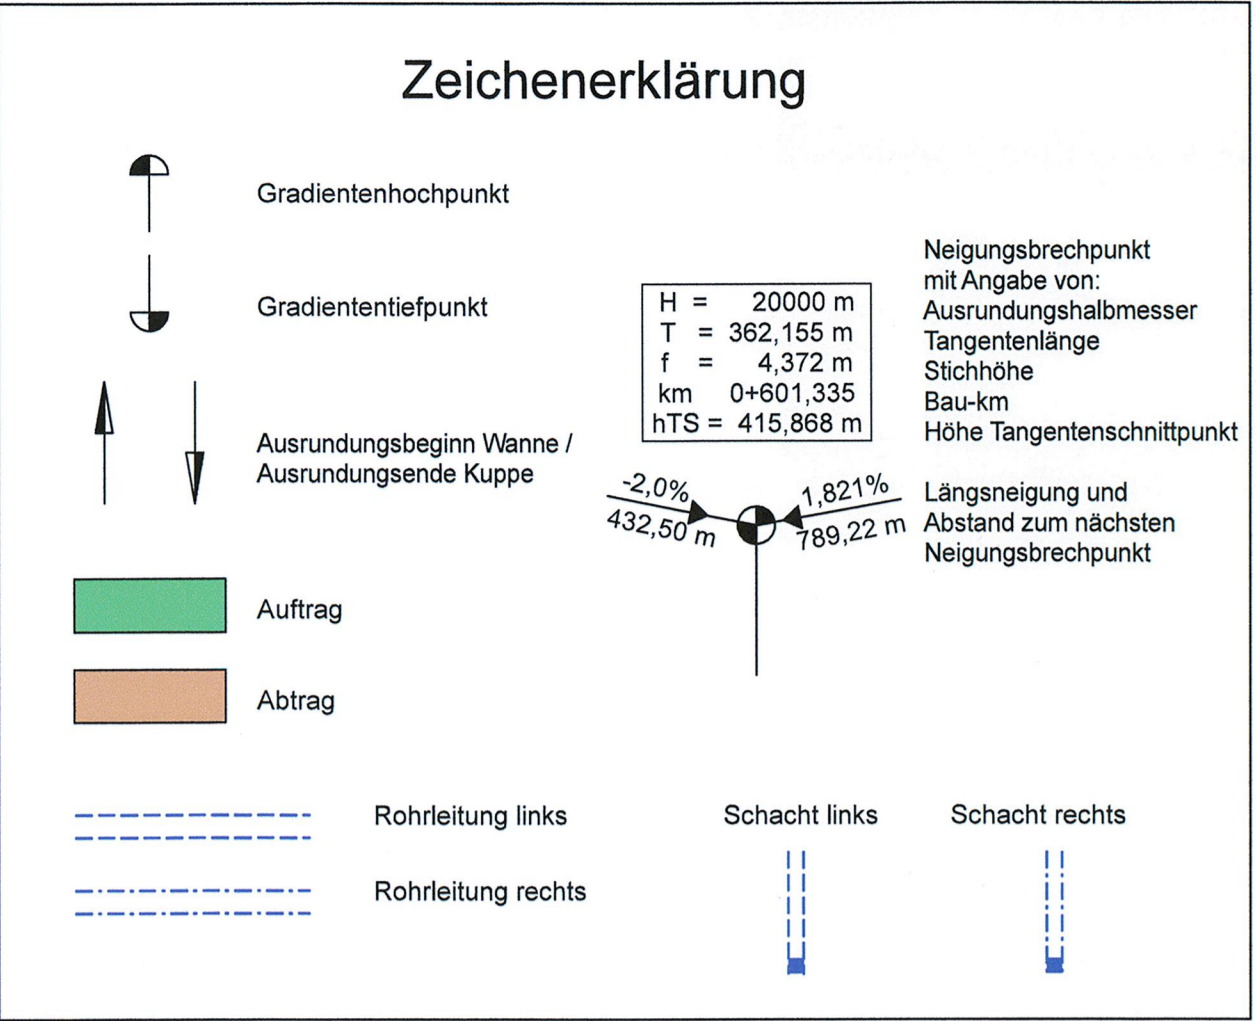 Zeichenerklärung
Gradientenhochpunkt
Gradiententiefpunkt
Ausrundungsbeginn Wanne /
Ausrundungsende Kuppe
Auftrag
Abtrag
H = 20000 m
T = 362,155 m
f = 4,372 m
km 0+601,335
hTS = 415,868 m
Neigungsbrechpunkt
mit Angabe von:
Ausrundungshalbmesser
Tangentenlänge
Stichhöhe
Bau-km
Höhe Tangentenschnittpunkt
-2,0%
432,50 m
1,821%
789,22 m
Längsneigung und
Abstand zum nächsten
Neigungsbrechpunkt
Rohrleitung links
Rohrleitung rechts
Schacht links
Schacht rechts